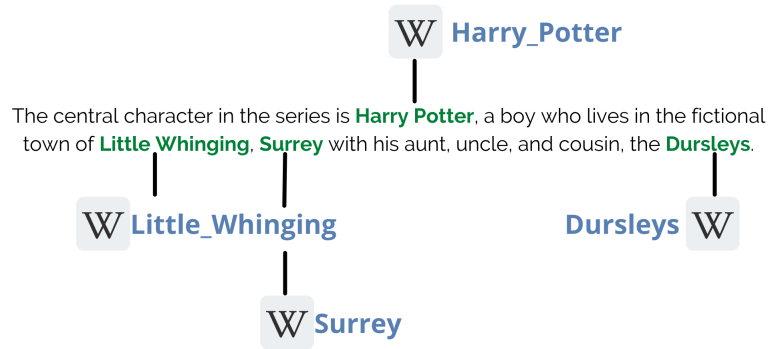 W Harry_Potter
The central character in the series is Harry Potter, a boy who lives in the fictional
town of Little Whinging, Surrey with his aunt, uncle, and cousin, the Dursleys.
W Little_Whinging
Dursleys W
W Surrey